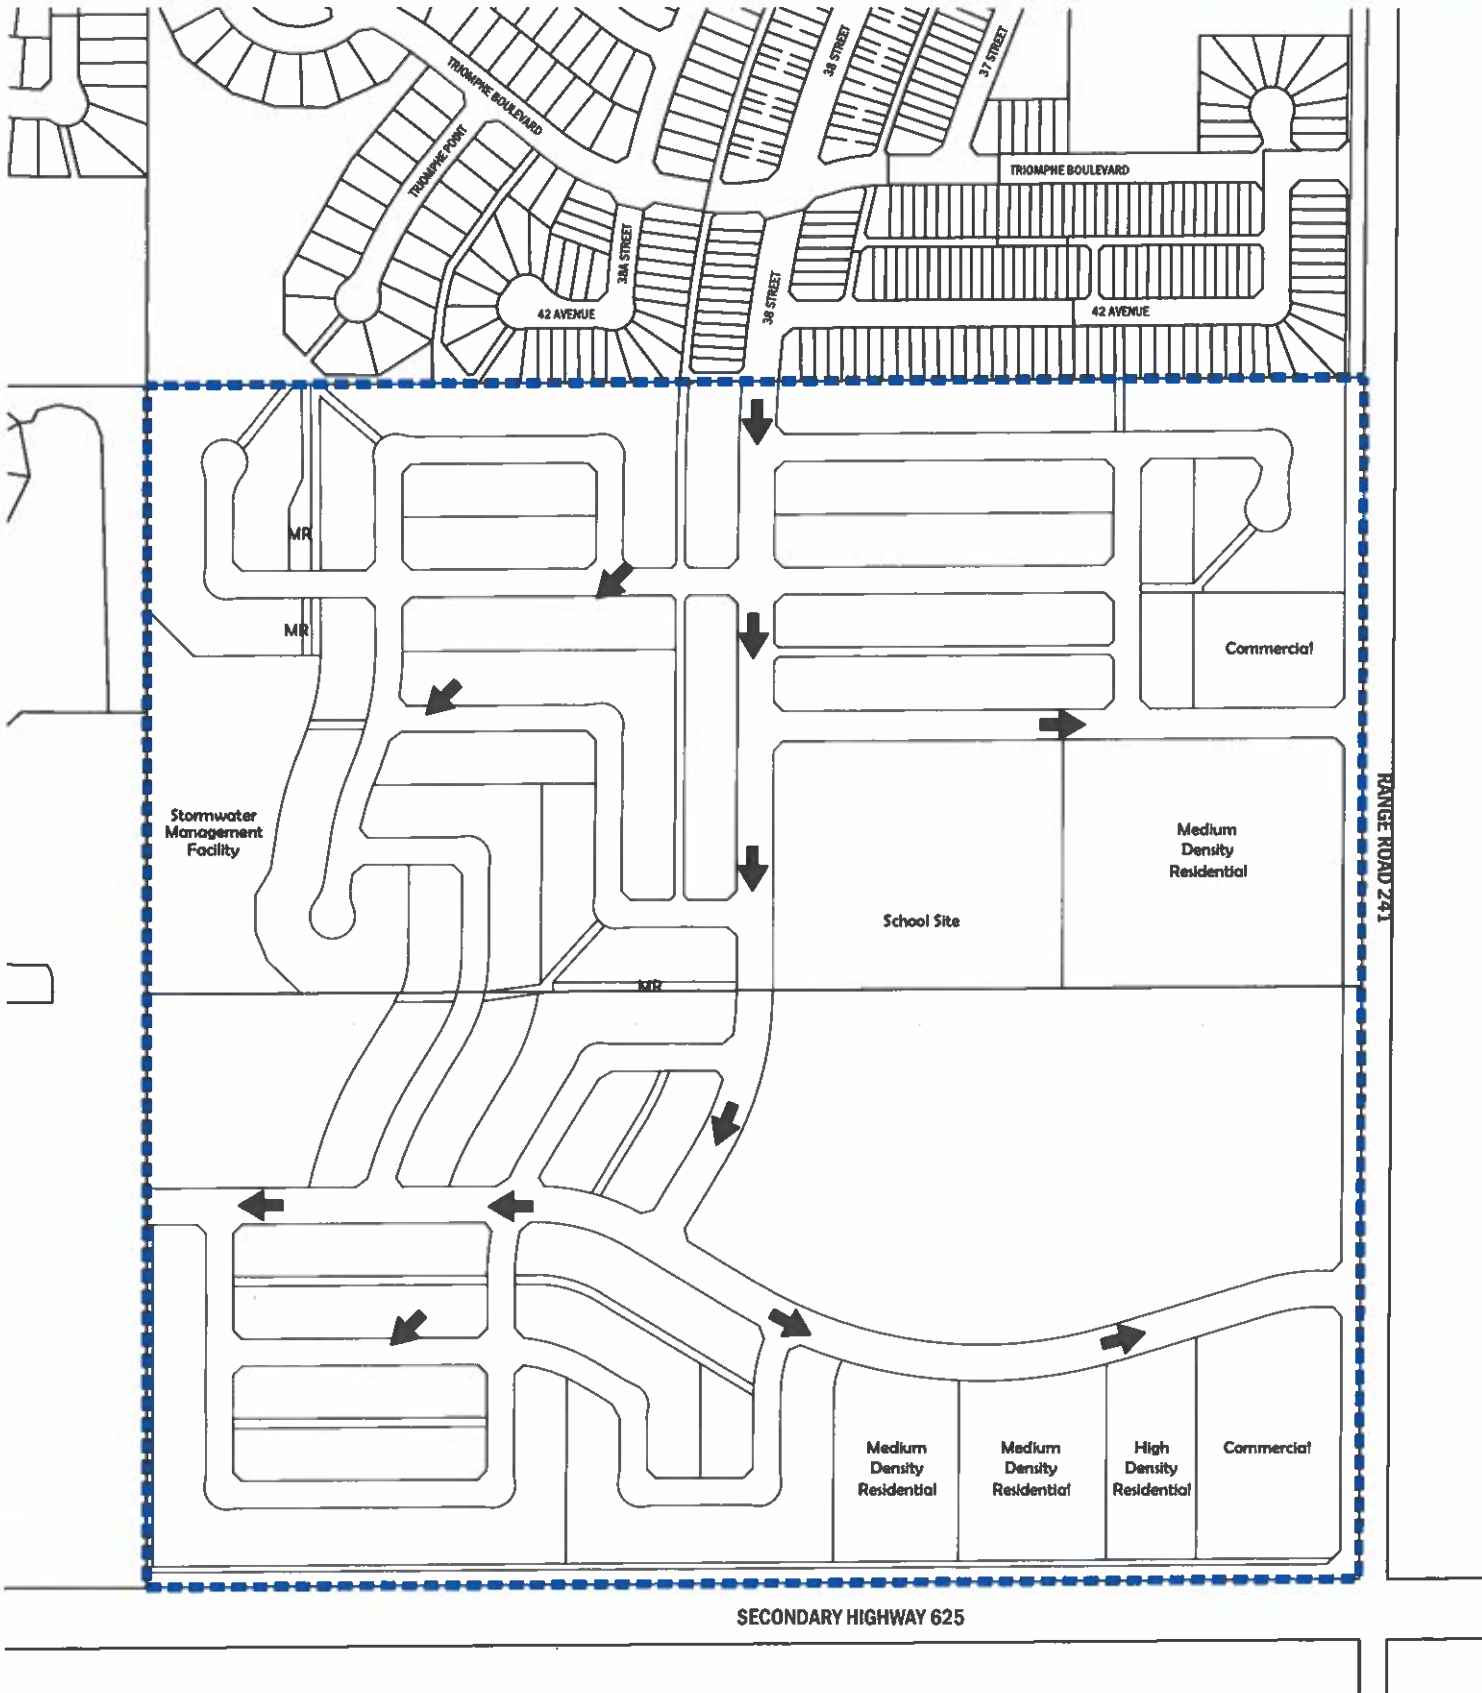 38 STREET
37 STREET
TRIOMPHE BOULEVARD
TRIOMPHE POINT
TRIOMPHE BOULEVARD
38A STREET
38 STREET
42 AVENUE
42 AVENUE
MR
MR
Commercial
Stormwater
Management
Facility
Medium
Density
Residential
RANGE ROAD 241
School Site
MR
Medium
Density
Residential
Medium
Density
Residential
High
Density
Residential
Commercial
SECONDARY HIGHWAY 625